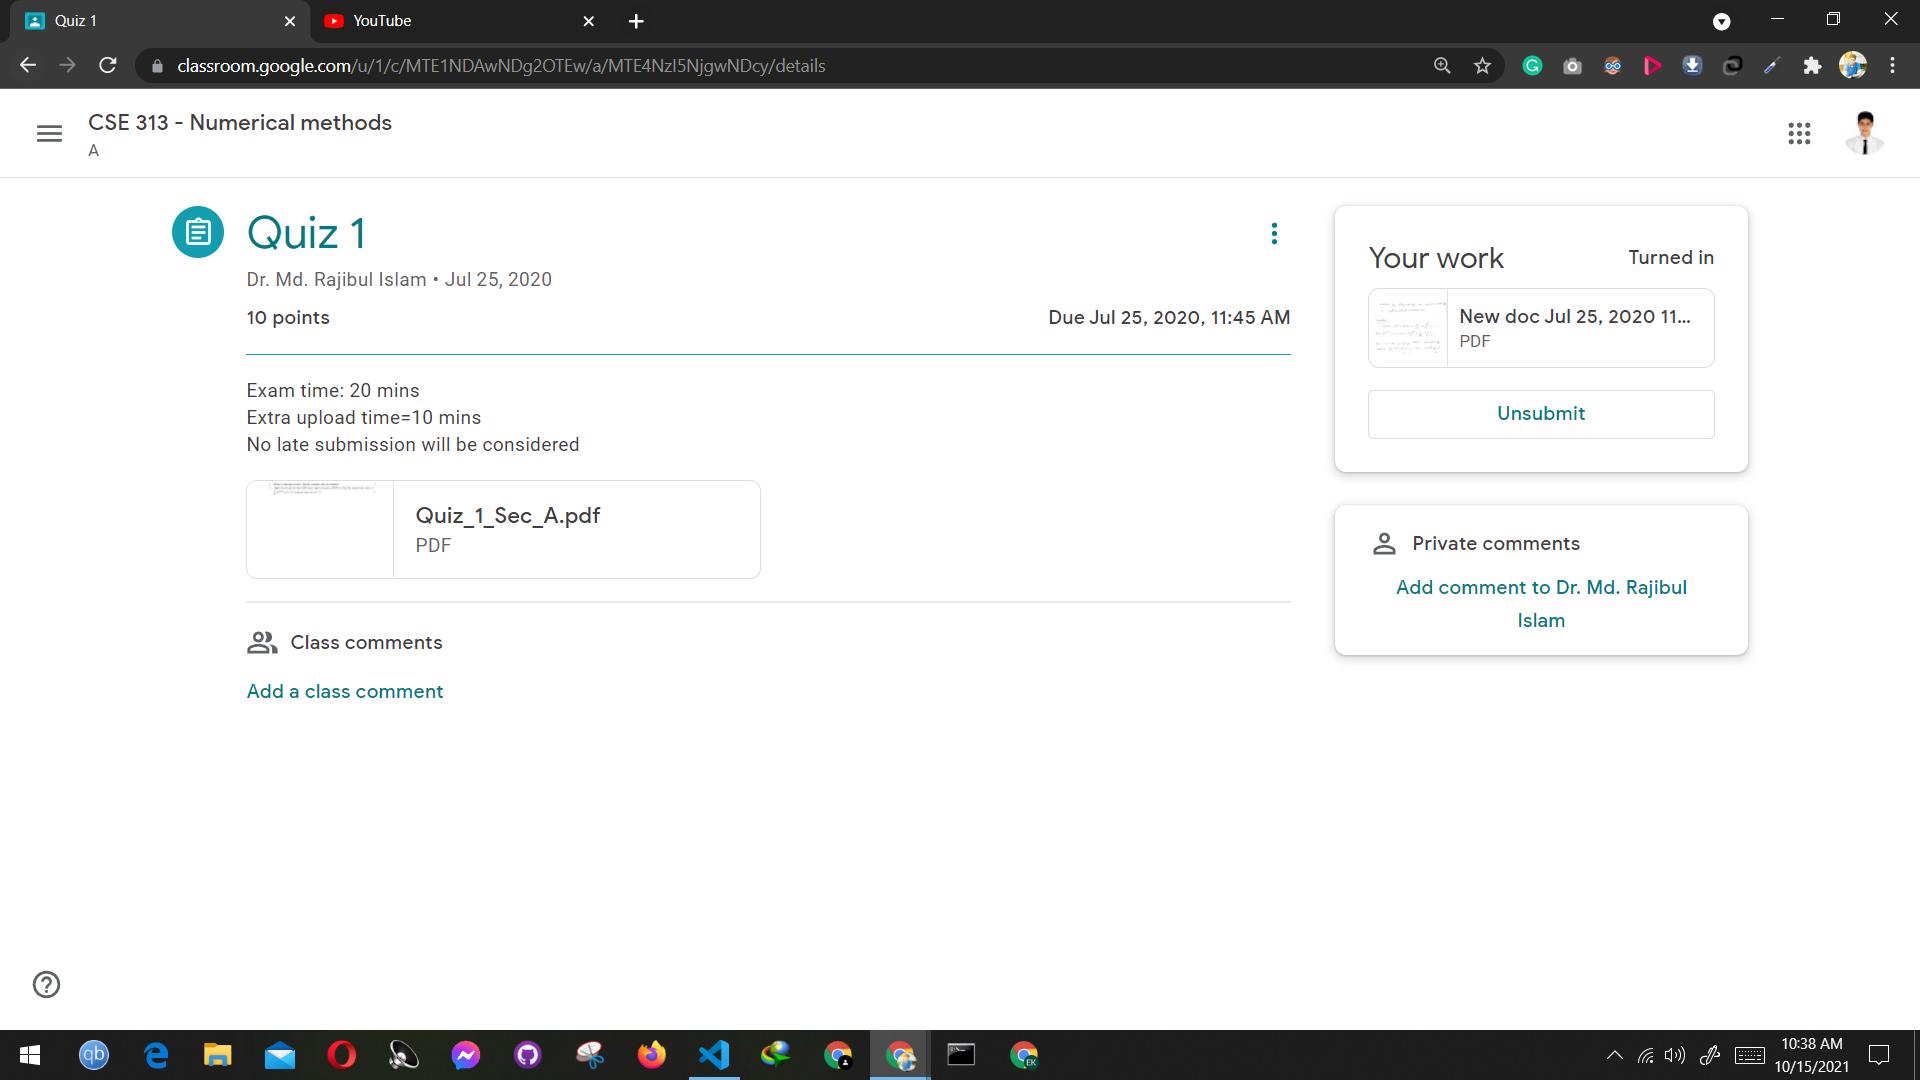 Quiz 1
YouTube
classroom.google.com/u/1/c/MTE1NDAwNDg2OTEw/a/MTE4NzI5NjgwNDcy/details
CSE 313 - Numerical methods
A
Quiz 1
Dr. Md. Rajibul Islam • Jul 25, 2020
10 points
Due Jul 25, 2020, 11:45 AM
Exam time: 20 mins
Extra upload time=10 mins
No late submission will be considered
Quiz_1_Sec_A.pdf
PDF
Class comments
Add a class comment
Your work
Turned in
New doc Jul 25, 2020 11...
PDF
Unsubmit
Private comments
Add comment to Dr. Md. Rajibul
Islam
qb
EK
10:38 AM
10/15/2021